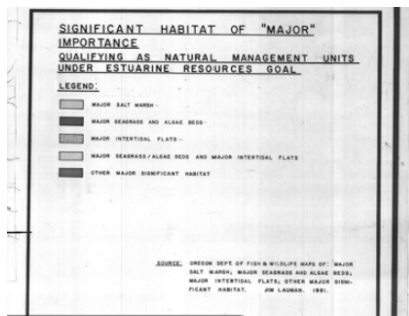 SIGNIFICANT HABITAT OF "MAJOR"
IMPORTANCE
QUALIFYING AS NATURAL MANAGEMENT UNITS
UNDER ESTUARINE RESOURCES GOAL
LEGEND:
MAJOR SALT MARSH
MAJOR SEAGRASS AND ALGAE BEDS
MAJOR INTERTIDAL FLATS
MAJOR SEAGRASS/ALGAE BEDS AND MAJOR INTERTIDAL FLATS
OTHER MAJOR SIGNIFICANT HABITAT
SOURCE: OREGON DEPT. OF FISH & WILDLIFE MAPS OF: MAJOR
SALT MARSH; MAJOR SEAGRASS AND ALGAE BEDS;
MAJOR INTERTIDAL FLATS; OTHER MAJOR SIGNI-
FICANT HABITAT. JIM LAUMAN. 1981.